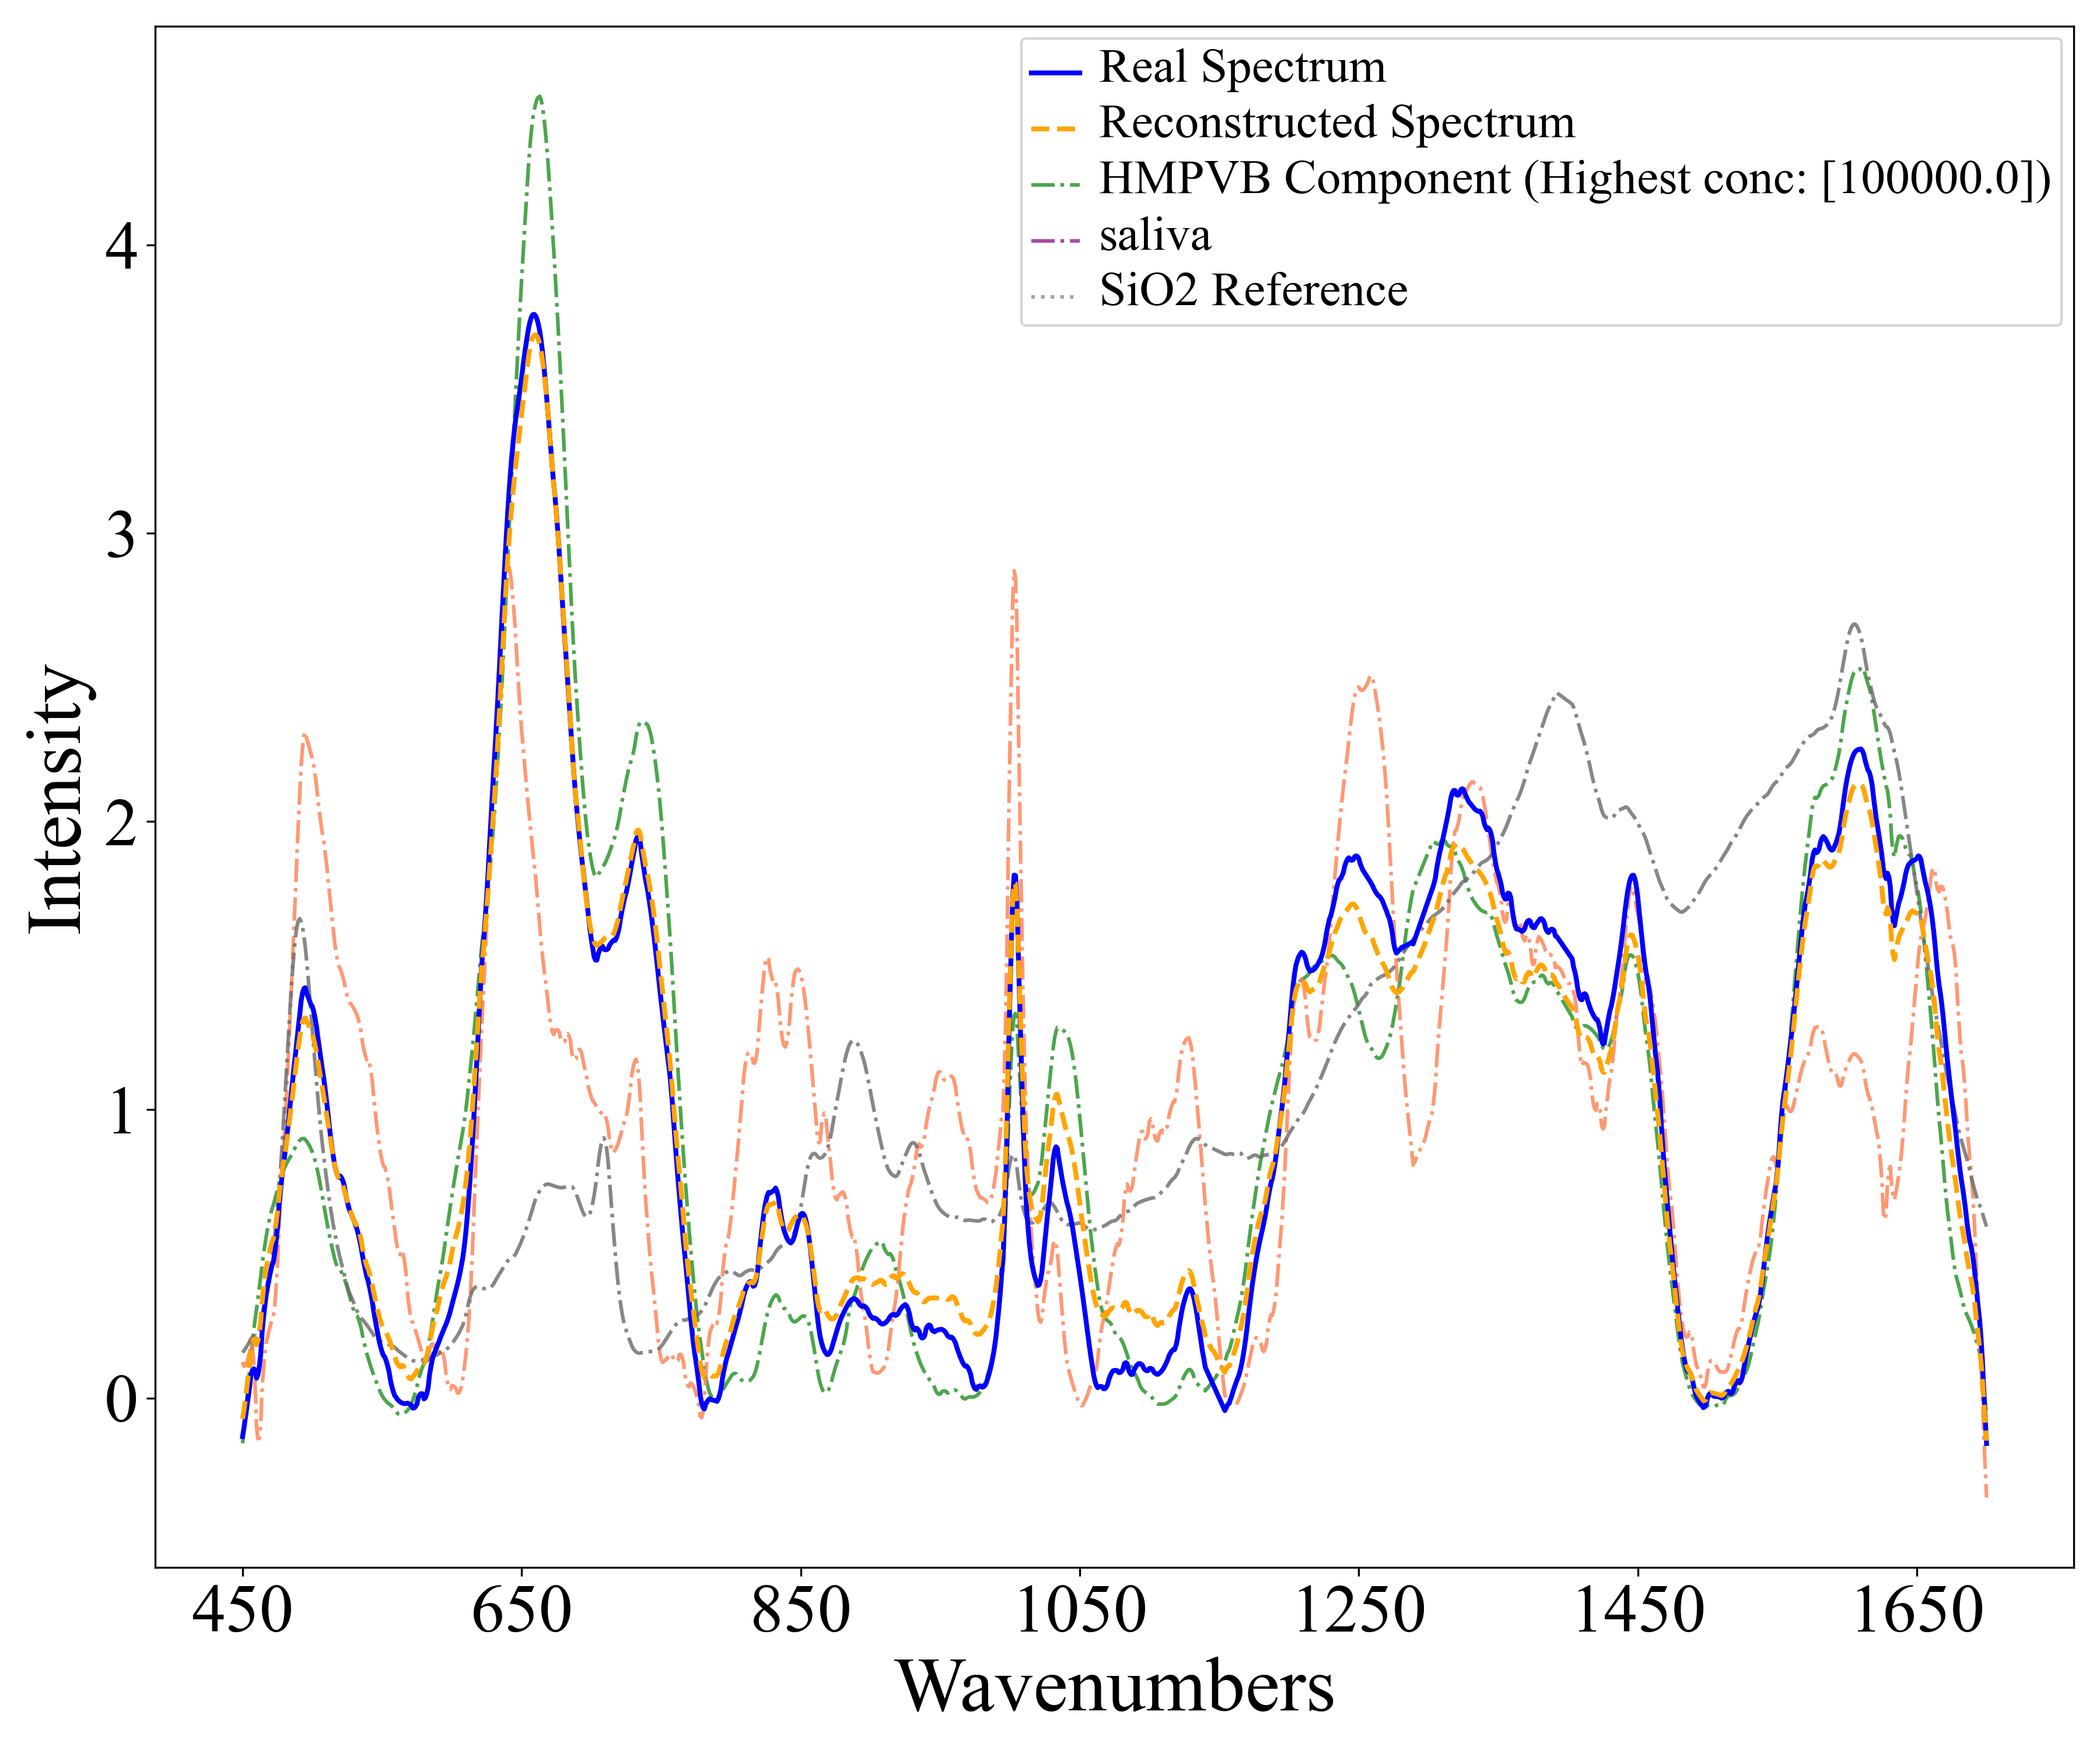 Real Spectrum
Reconstructed Spectrum
HMPVB Component (Highest conc: [100000.0])
saliva
SiO2 Reference
Intensity
4
3
2
1
0
450 650 850 1050 1250 1450 1650
Wavenumbers